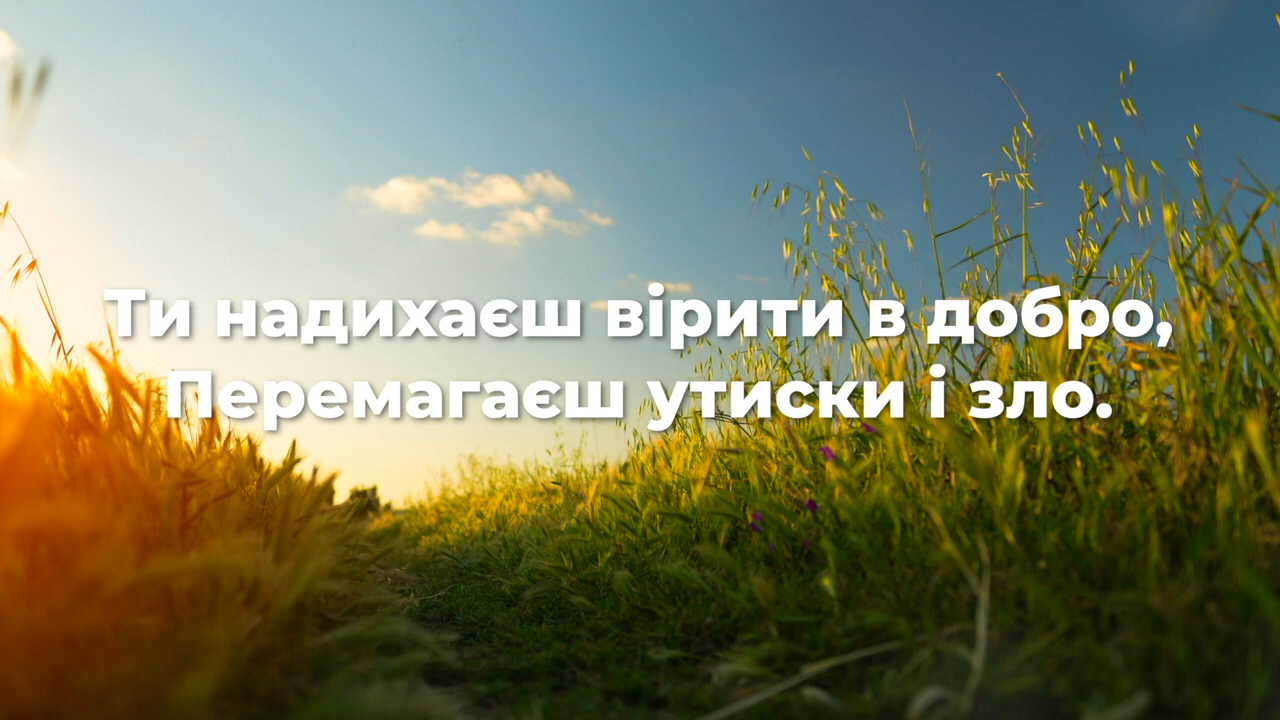 Ти надихаєш вірити в добро,
Перемагаєш утиски і зло.